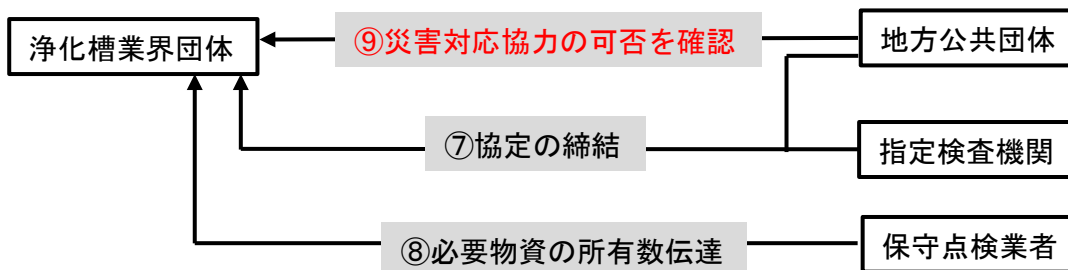 浄化槽業界団体
⑨災害対応協力の可否を確認
地方公共団体
⑦協定の締結
指定検査機関
⑧必要物資の所有数伝達
保守点検業者